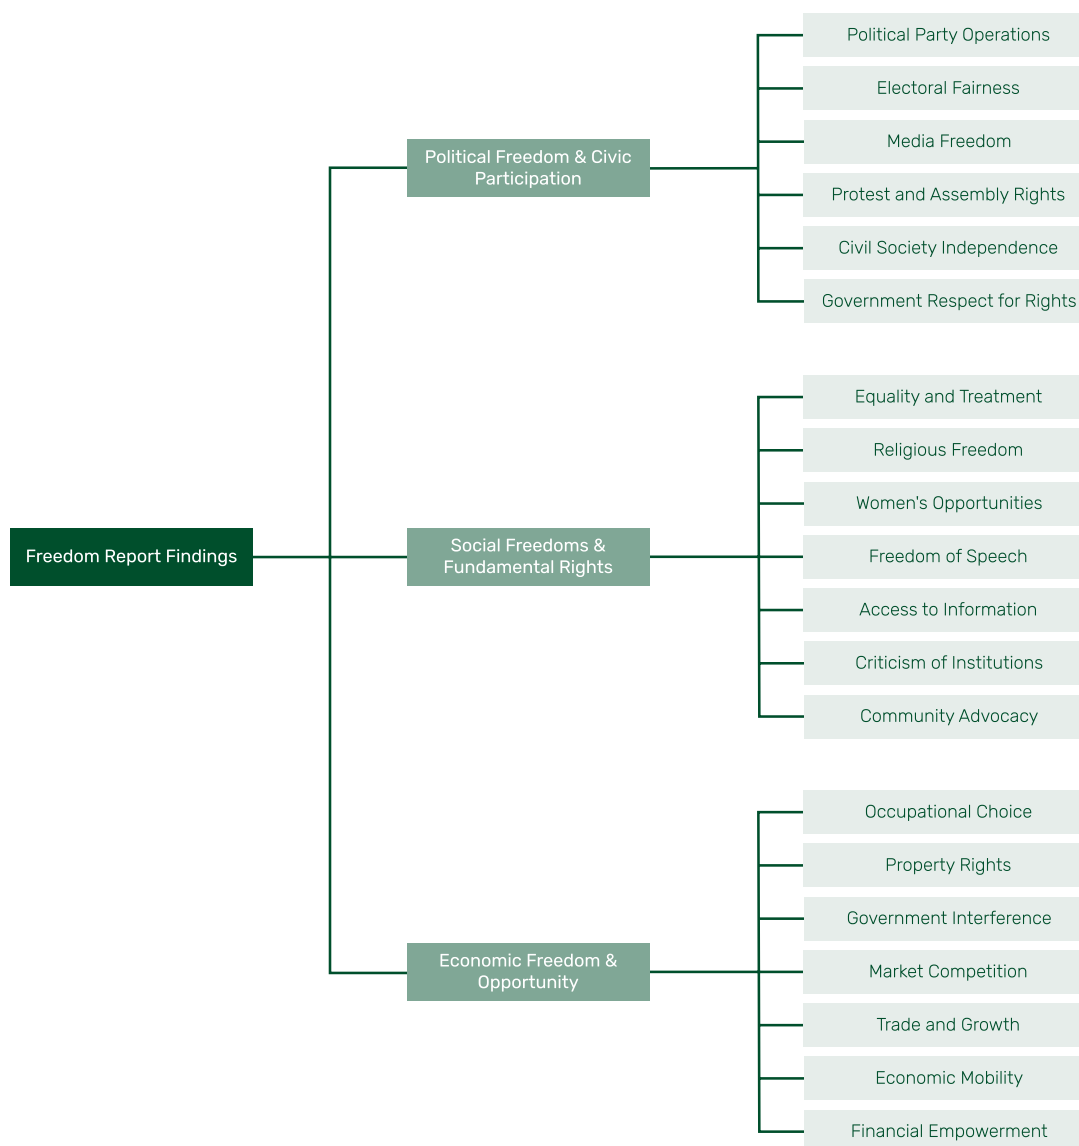 Freedom Report Findings
Political Freedom & Civic
Participation
Political Party Operations
Electoral Fairness
Media Freedom
Protest and Assembly Rights
Civil Society Independence
Government Respect for Rights
Social Freedoms &
Fundamental Rights
Equality and Treatment
Religious Freedom
Women's Opportunities
Freedom of Speech
Access to Information
Criticism of Institutions
Community Advocacy
Economic Freedom &
Opportunity
Occupational Choice
Property Rights
Government Interference
Market Competition
Trade and Growth
Economic Mobility
Financial Empowerment